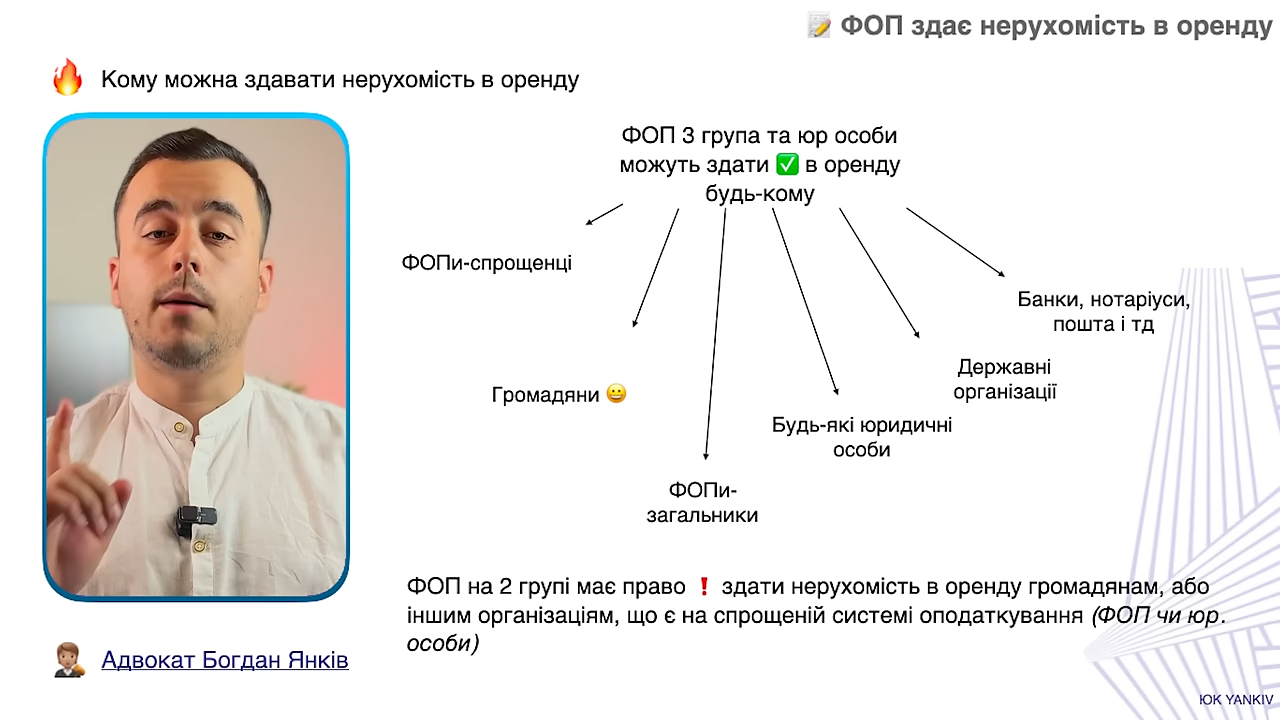 📝 ФОП здає нерухомість в оренду
🔥 Кому можна здавати нерухомість в оренду
ФОП 3 група та юр особи
можуть здати ✅ в оренду
будь-кому
ФОПи-спрощенці
Громадяни 😀
ФОПи-
загальники
Будь-які юридичні
особи
Державні
організації
Банки, нотаріуси,
пошта і тд
ФОП на 2 групі має право ❗ здати нерухомість в оренду громадянам, або
іншим організаціям, що є на спрощеній системі оподаткування (ФОП чи юр.
особи)
Адвокат Богдан Янків
ЮК YANKIV